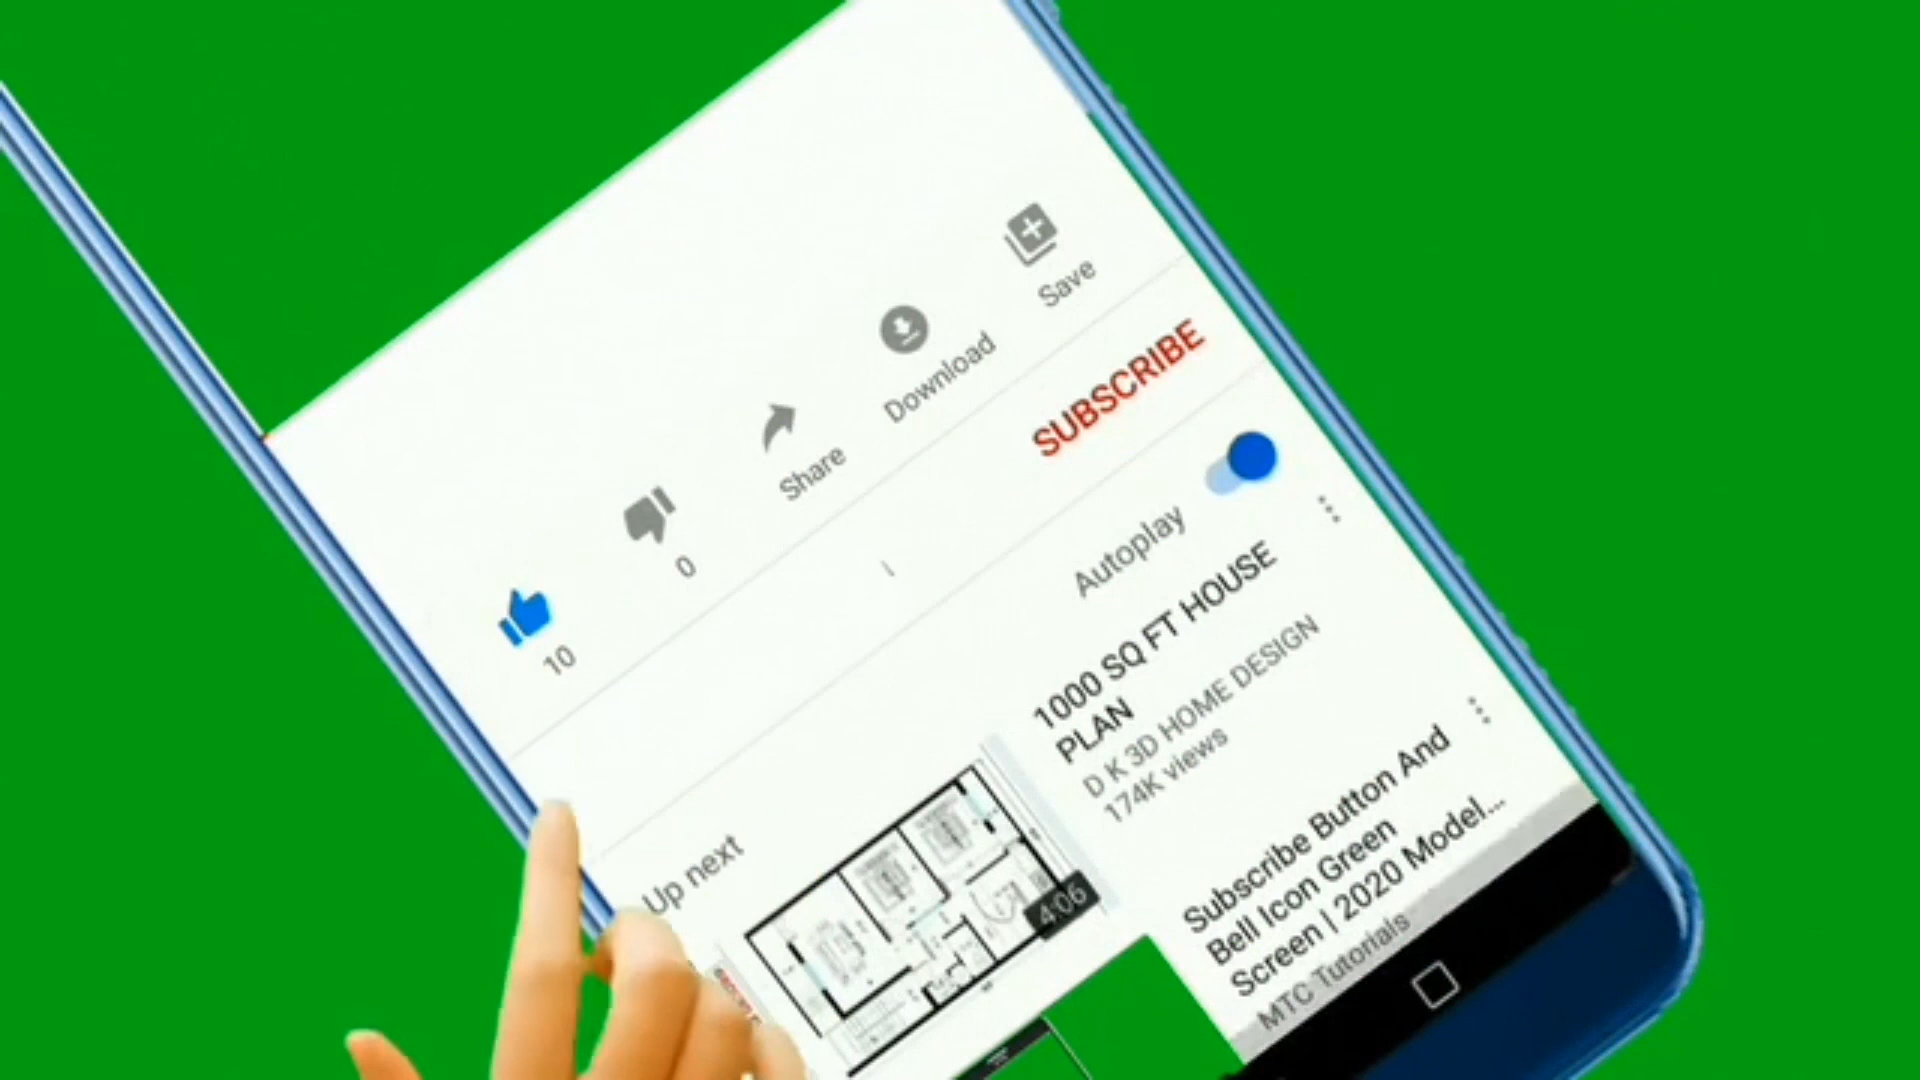 Save
Download
Share
0
10
SUBSCRIBE
Autoplay
Up next
1000 SQ FT HOUSE
PLAN
D K 3D HOME DESIGN
174K views
4:06
Subscribe Button And
Bell Icon Green
Screen | 2020 Model...
MTC Tutorials